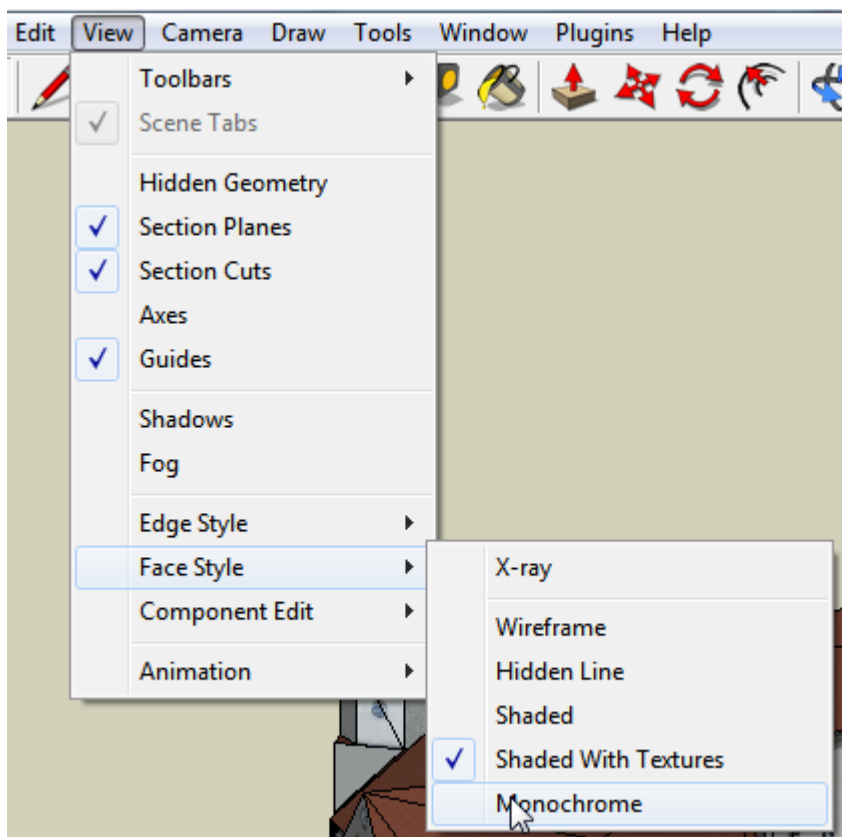 Edit View Camera Draw Tools Window Plugins Help
Toolbars
Scene Tabs
Hidden Geometry
Section Planes
Section Cuts
Axes
Guides
Shadows
Fog
Edge Style
Face Style
Component Edit
Animation
X-ray
Wireframe
Hidden Line
Shaded
Shaded With Textures
Monochrome